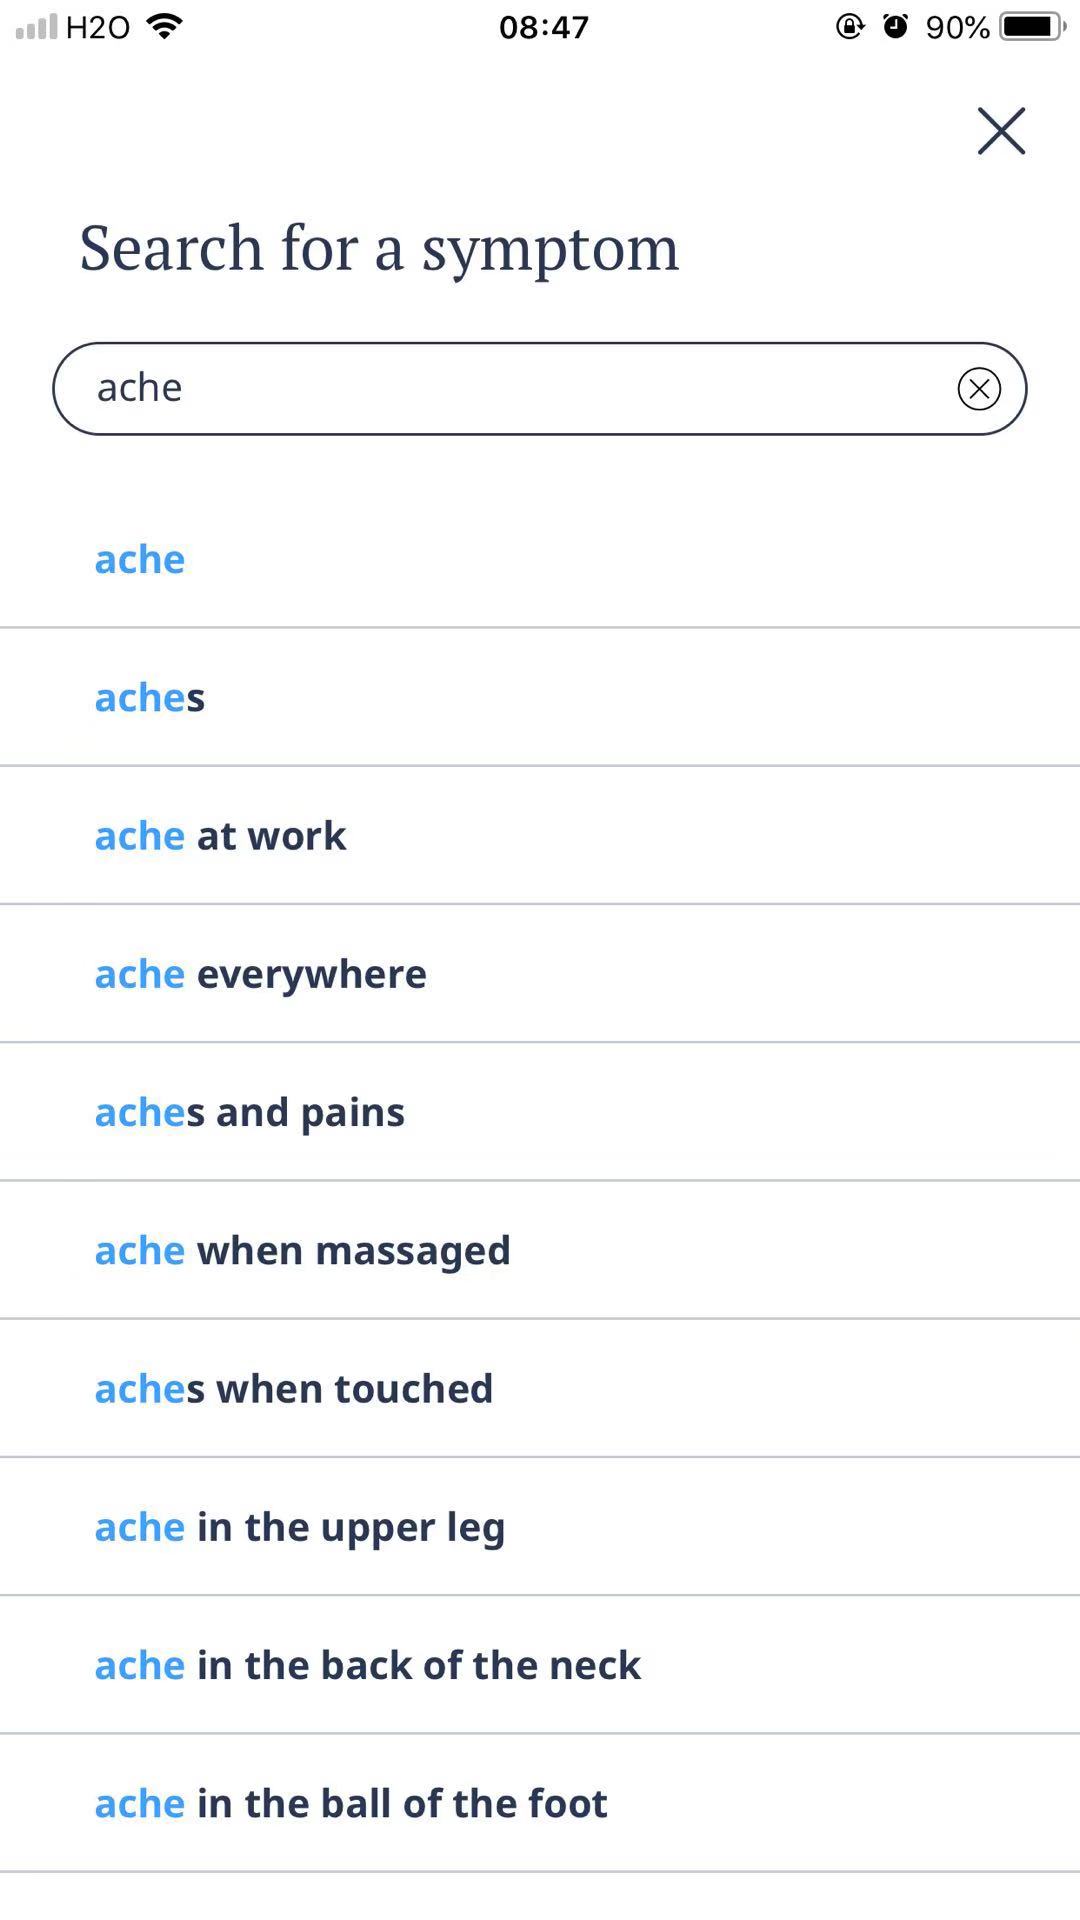 H2O 08:47 90%
Search for a symptom
ache
ache
aches
ache at work
ache everywhere
aches and pains
ache when massaged
aches when touched
ache in the upper leg
ache in the back of the neck
ache in the ball of the foot